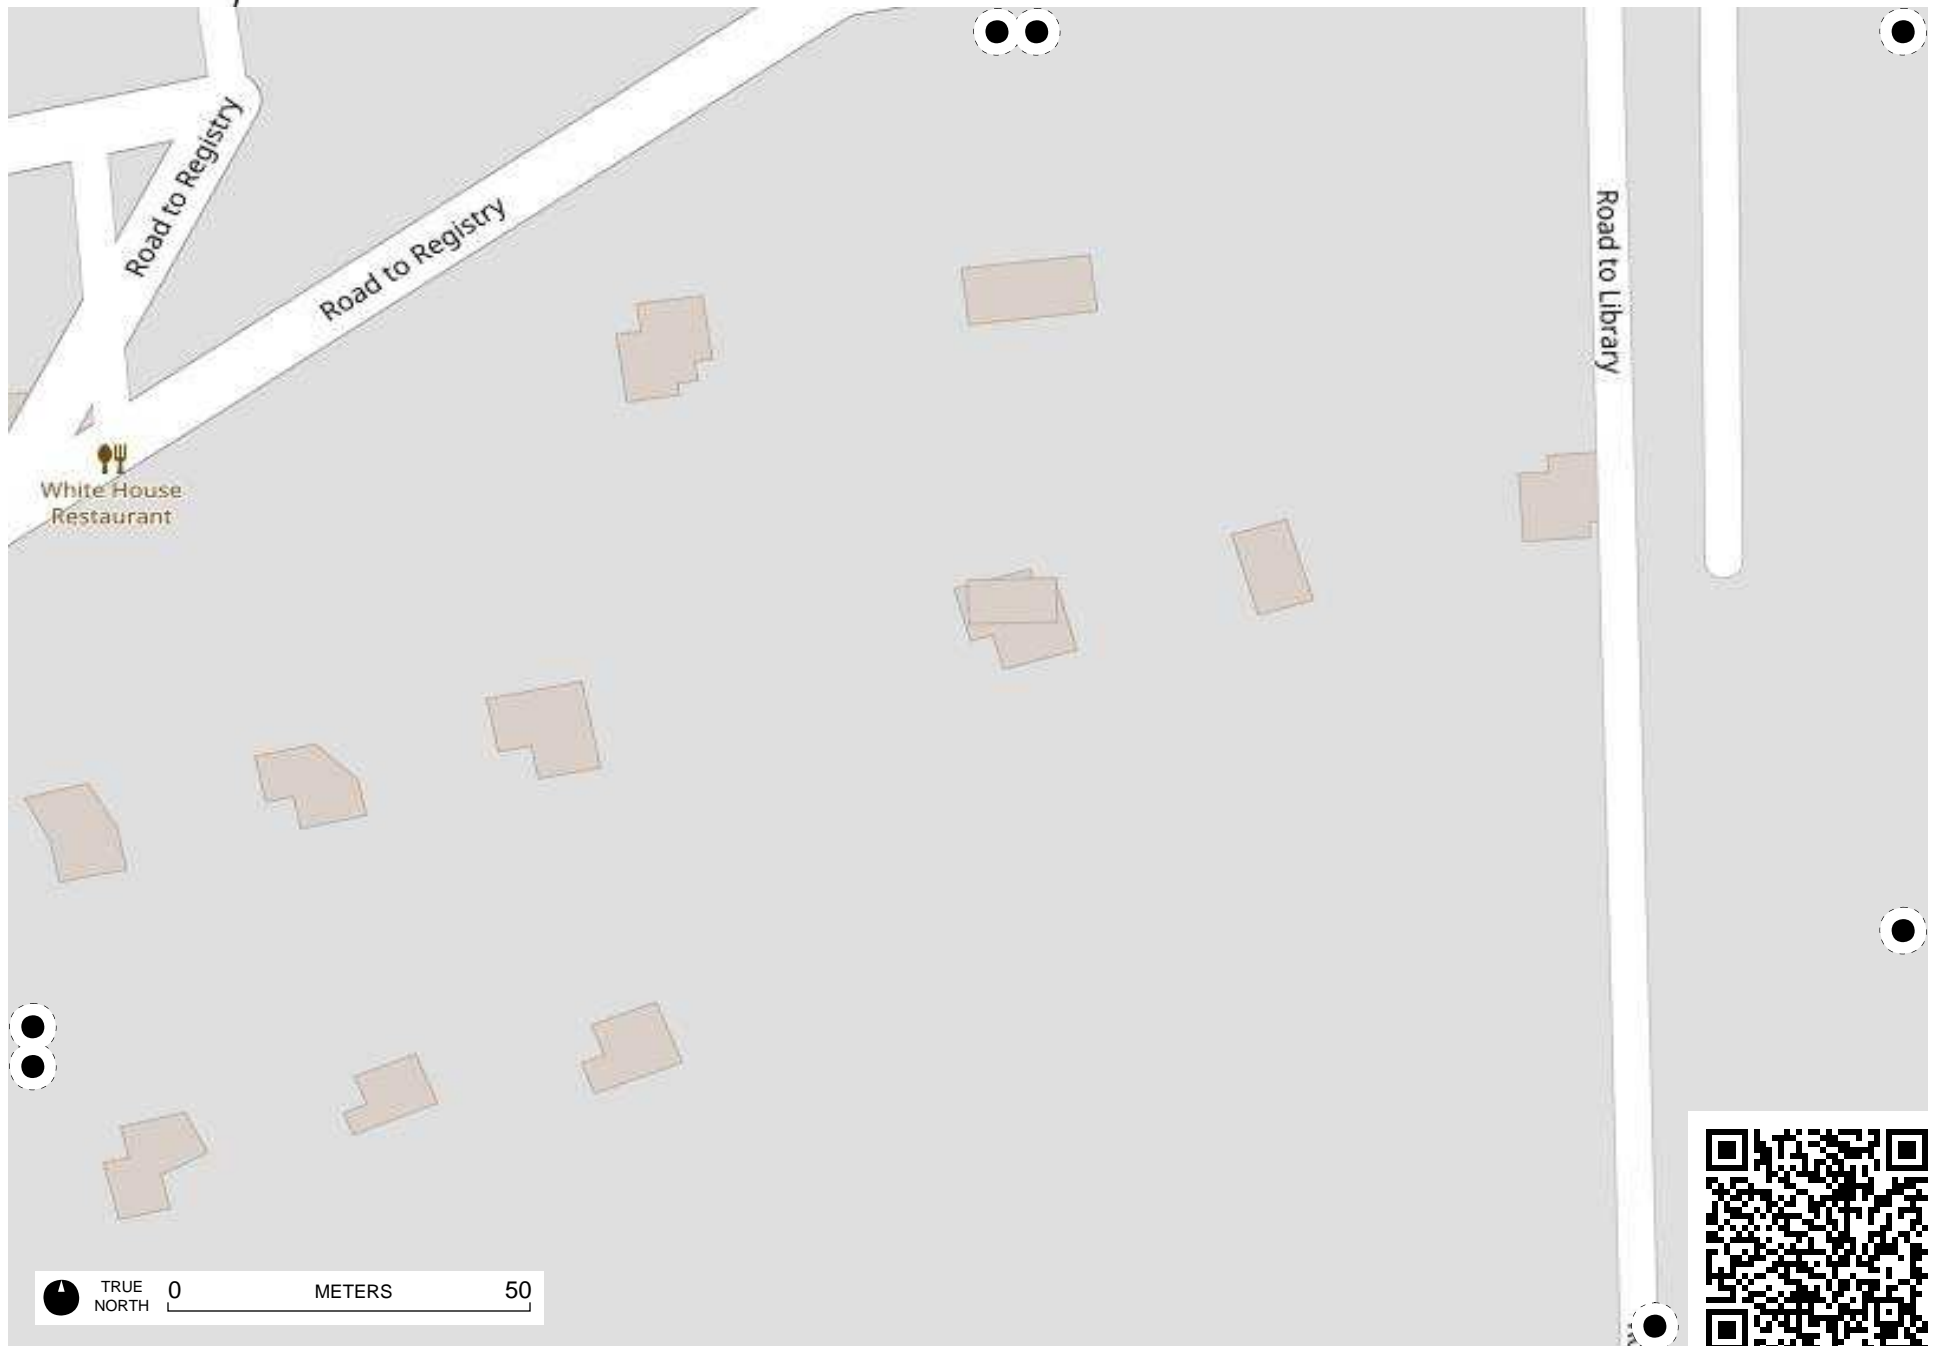 Road to Registry
Road to Registry
Road to Library
White House
Restaurant
TRUE
NORTH
0
METERS
50